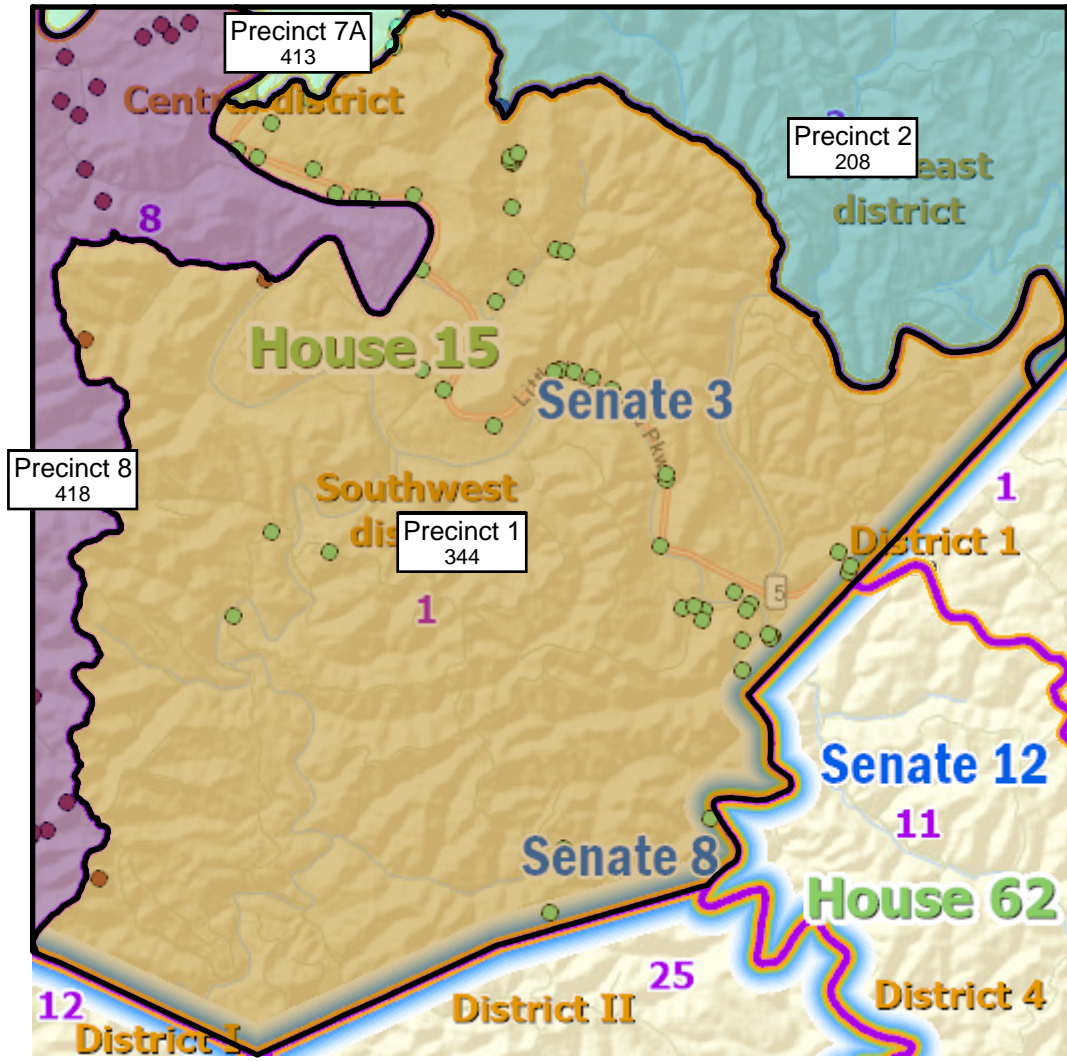 Precinct 7A
413
Central district
Precinct 2
208
district
8
House 15
Senate 3
Pkwy
Precinct 8
418
Southwest
Precinct 1
344
1
1
District 1
5
Senate 12
11
Senate 8
House 62
25
12
District II
District 4
District I